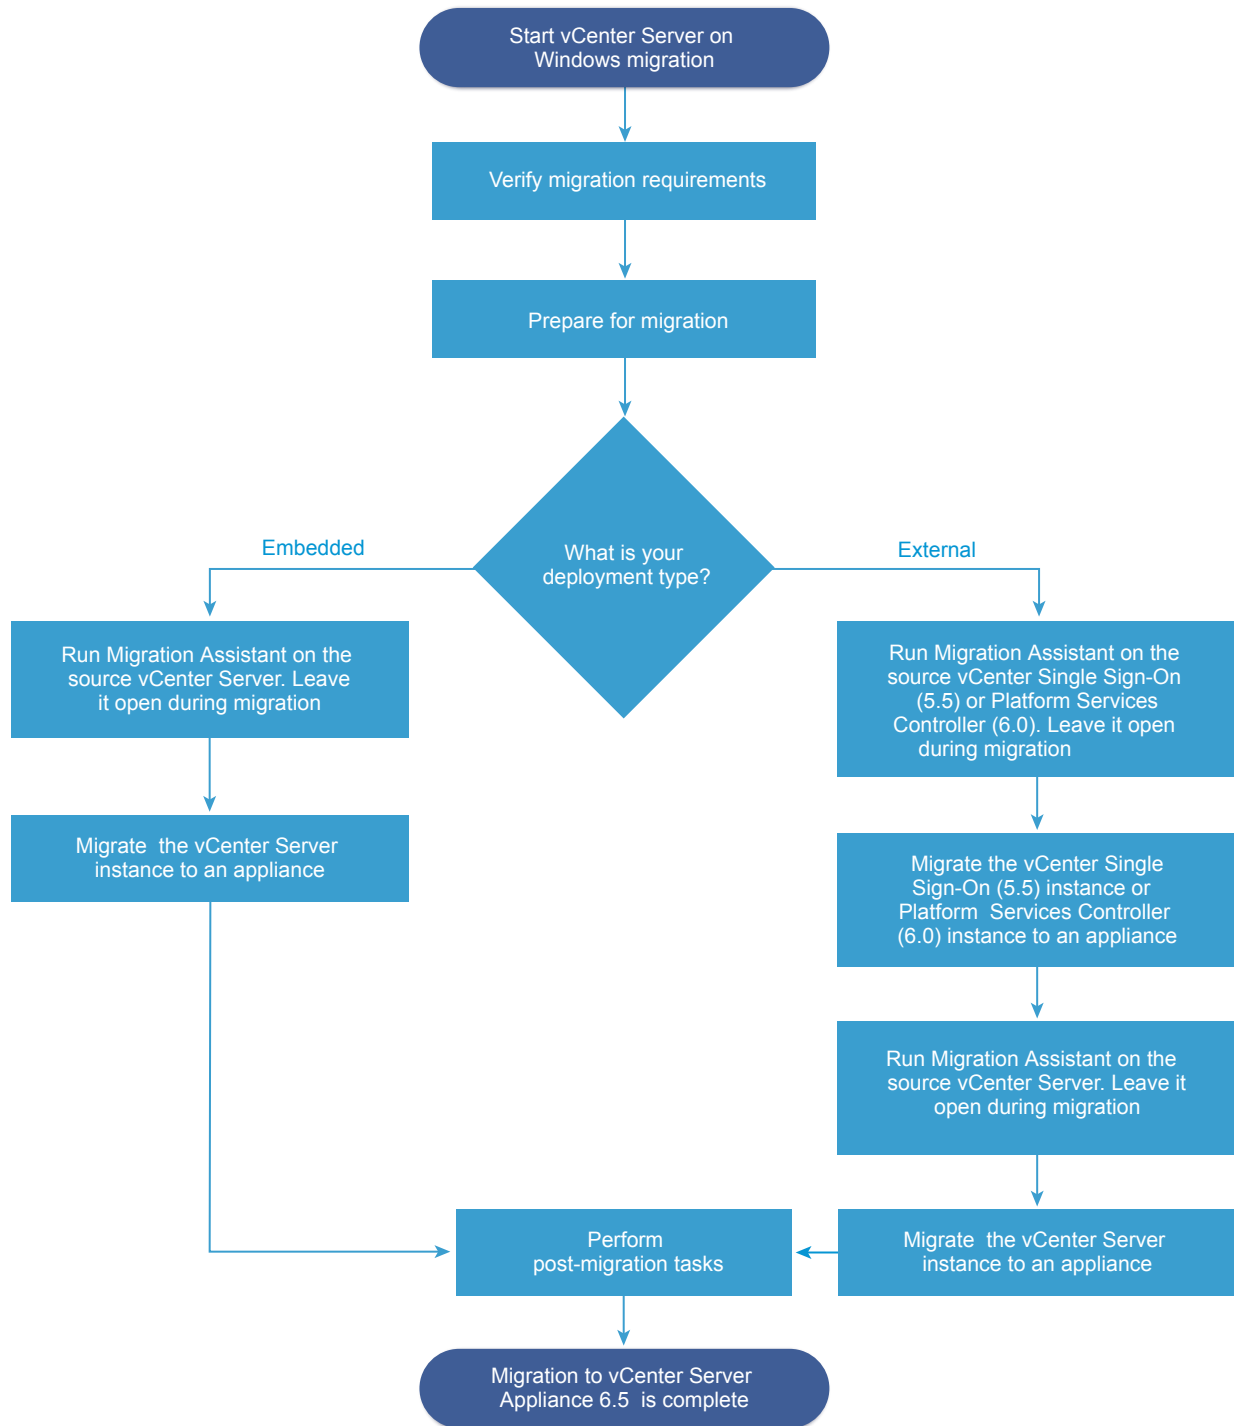 Start vCenter Server on
Windows migration
Verify migration requirements
Prepare for migration
What is your
deployment type?
Embedded
External
Run Migration Assistant on the
source vCenter Server. Leave
it open during migration
Migrate the vCenter Server
instance to an appliance
Run Migration Assistant on the
source vCenter Single Sign-On
(5.5) or Platform Services
Controller (6.0). Leave it open
during migration
Migrate the vCenter Single
Sign-On (5.5) instance or
Platform Services Controller
(6.0) instance to an appliance
Run Migration Assistant on the
source vCenter Server. Leave it
open during migration
Migrate the vCenter Server
instance to an appliance
Perform
post-migration tasks
Migration to vCenter Server
Appliance 6.5 is complete